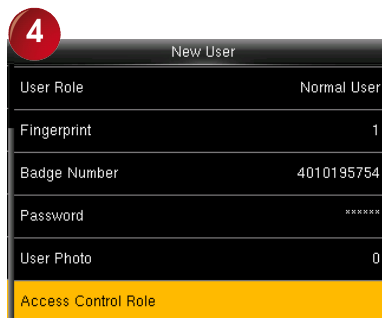 4
New User
User Role Normal User
Fingerprint 1
Badge Number 4010195754
Password ******
User Photo 0
Access Control Role